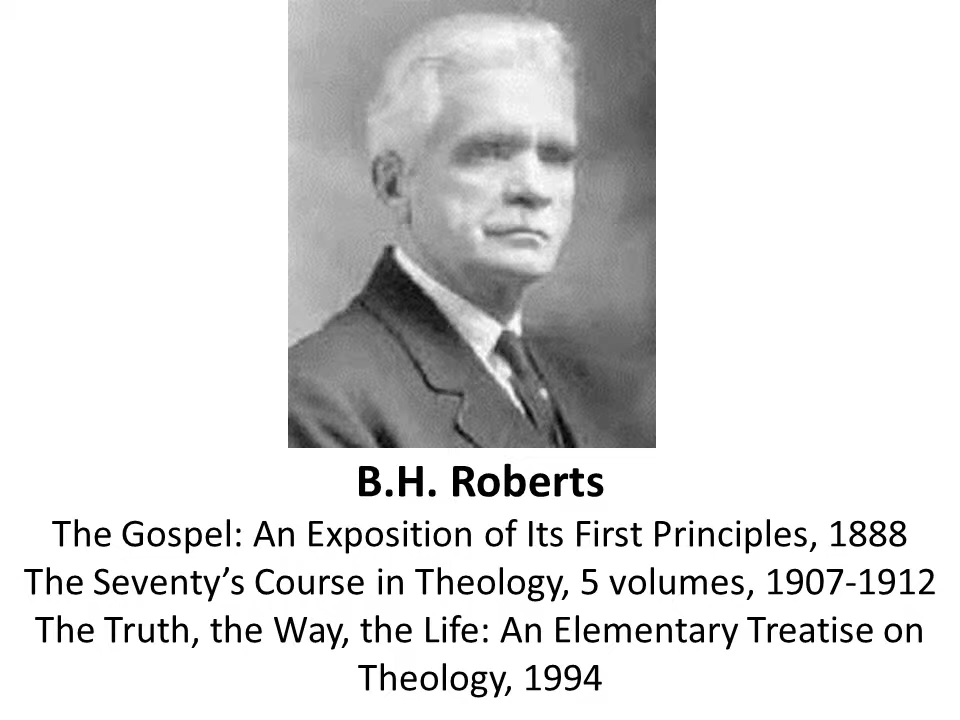 B.H. Roberts
The Gospel: An Exposition of Its First Principles, 1888
The Seventy’s Course in Theology, 5 volumes, 1907-1912
The Truth, the Way, the Life: An Elementary Treatise on
Theology, 1994